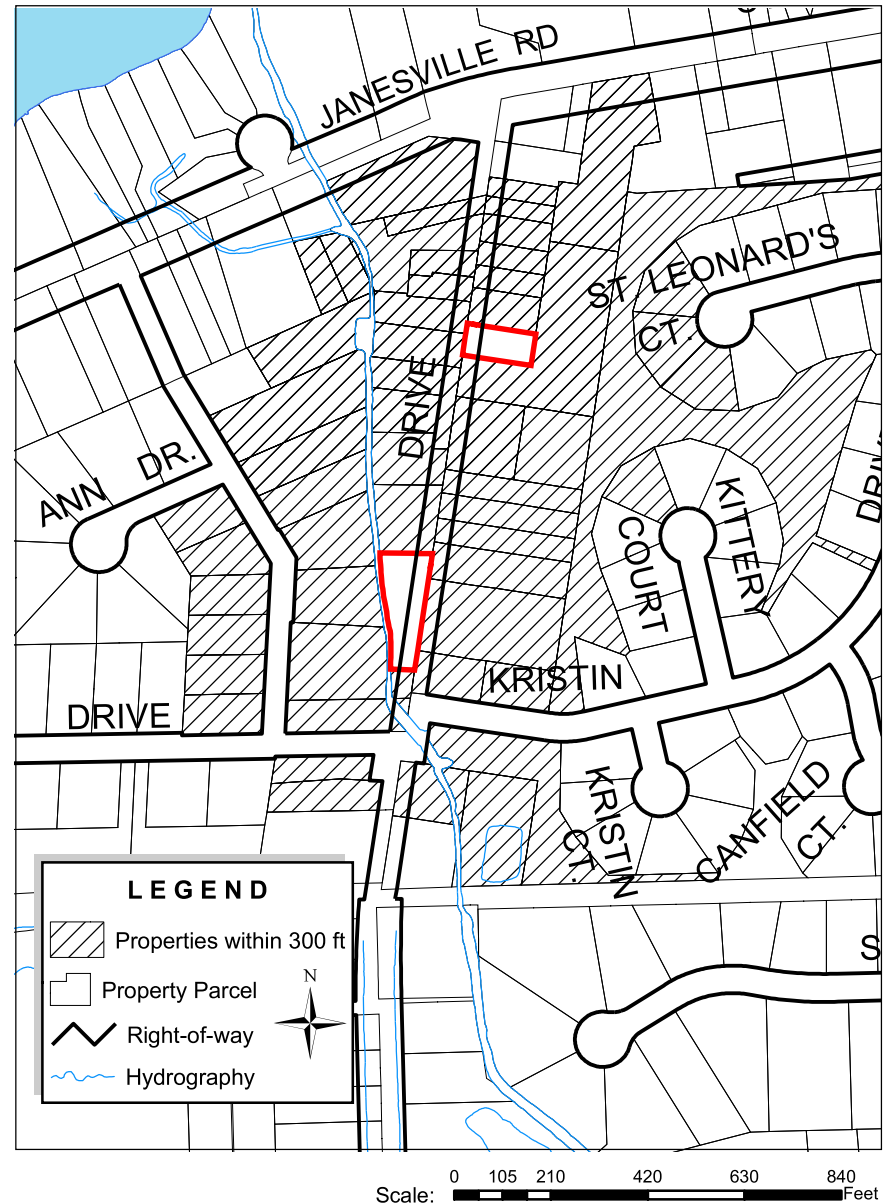 JANESVILLE RD
ST LEONARD'S
CT.
DRIVE
ANN DR.
KITTERY
COURT
DRIV
KRISTIN
DRIVE
KRISTIN
CT.
CANFIELD
CT.
S
LEGEND
Properties within 300 ft
Property Parcel
N
Right-of-way
Hydrography
Scale: 0 105 210 420 630 840
Feet